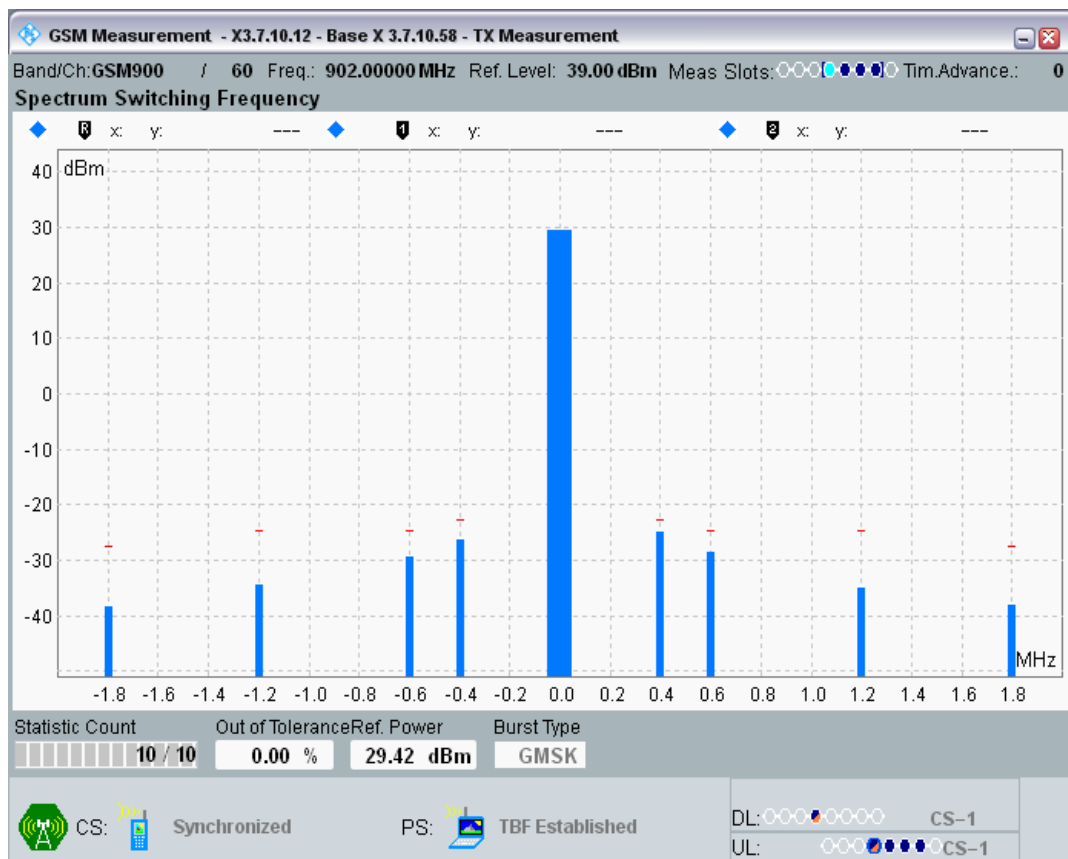 GSM Measurement - X3.7.10.12 - Base X 3.7.10.58 - TX Measurement
Band/Ch:GSM900 / 60 Freq.: 902.00000 MHz Ref. Level: 39.00 dBm Meas Slots: Tim.Advance.: 0
Spectrum Switching Frequency
R x: y: --- 1 x: y: --- 2 x: y: ---
dBm
40
30
20
10
0
-10
-20
-30
-40
MHz
-1.8 -1.6 -1.4 -1.2 -1.0 -0.8 -0.6 -0.4 -0.2 0.0 0.2 0.4 0.6 0.8 1.0 1.2 1.4 1.6 1.8
Statistic Count Out of Tolerance Ref. Power Burst Type
10 / 10 0.00 % 29.42 dBm GMSK
CS: Synchronized PS: TBF Established DL: CS-1
UL: CS-1